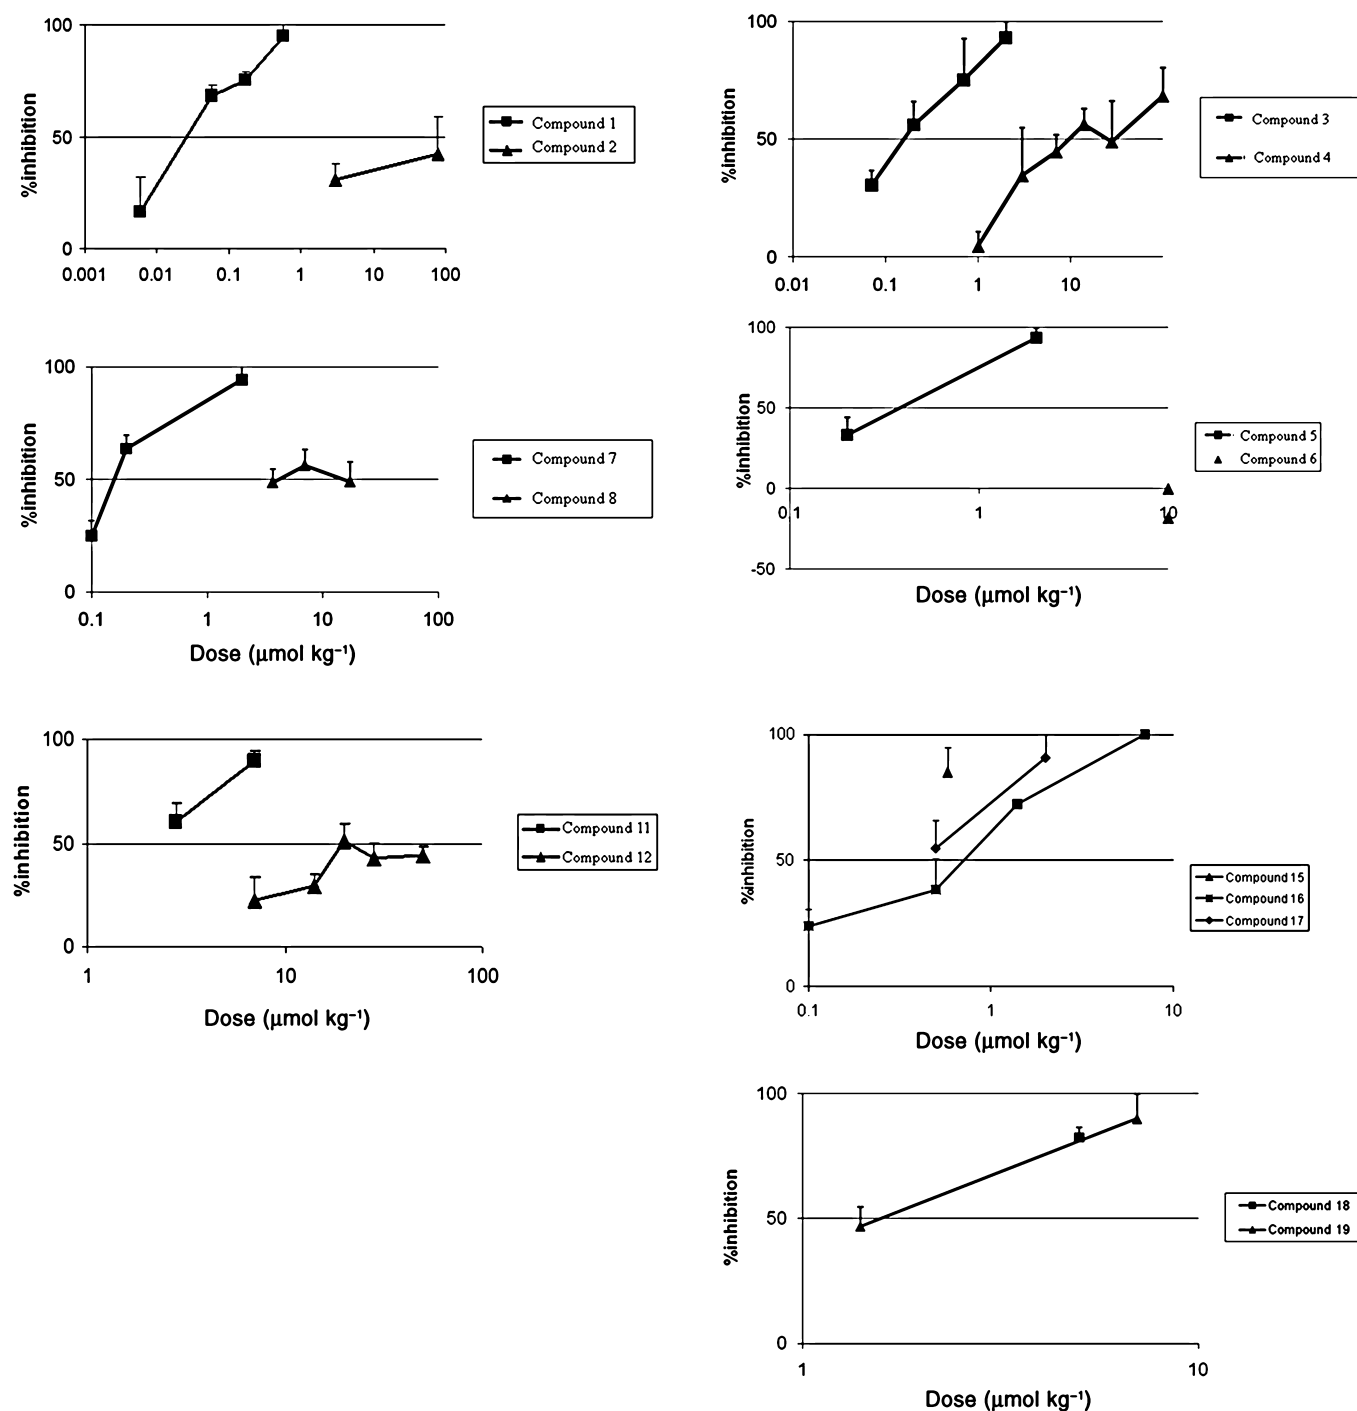 100
50
0
%inhibition
0.001 0.01 0.1 1 10 100
Compound 1
Compound 2
100
50
0
%inhibition
0.01 0.1 1 10
Compound 3
Compound 4
100
50
0
%inhibition
0.1 1 10 100
Dose (μmol kg⁻¹)
Compound 7
Compound 8
100
50
0
-50
%inhibition
0.1 1 10
Dose (μmol kg⁻¹)
Compound 5
Compound 6
100
50
0
%inhibition
1 10 100
Dose (μmol kg⁻¹)
Compound 11
Compound 12
100
50
0
%inhibition
0.1 1 10
Dose (μmol kg⁻¹)
Compound 15
Compound 16
Compound 17
100
50
0
%inhibition
1 10
Dose (μmol kg⁻¹)
Compound 18
Compound 19